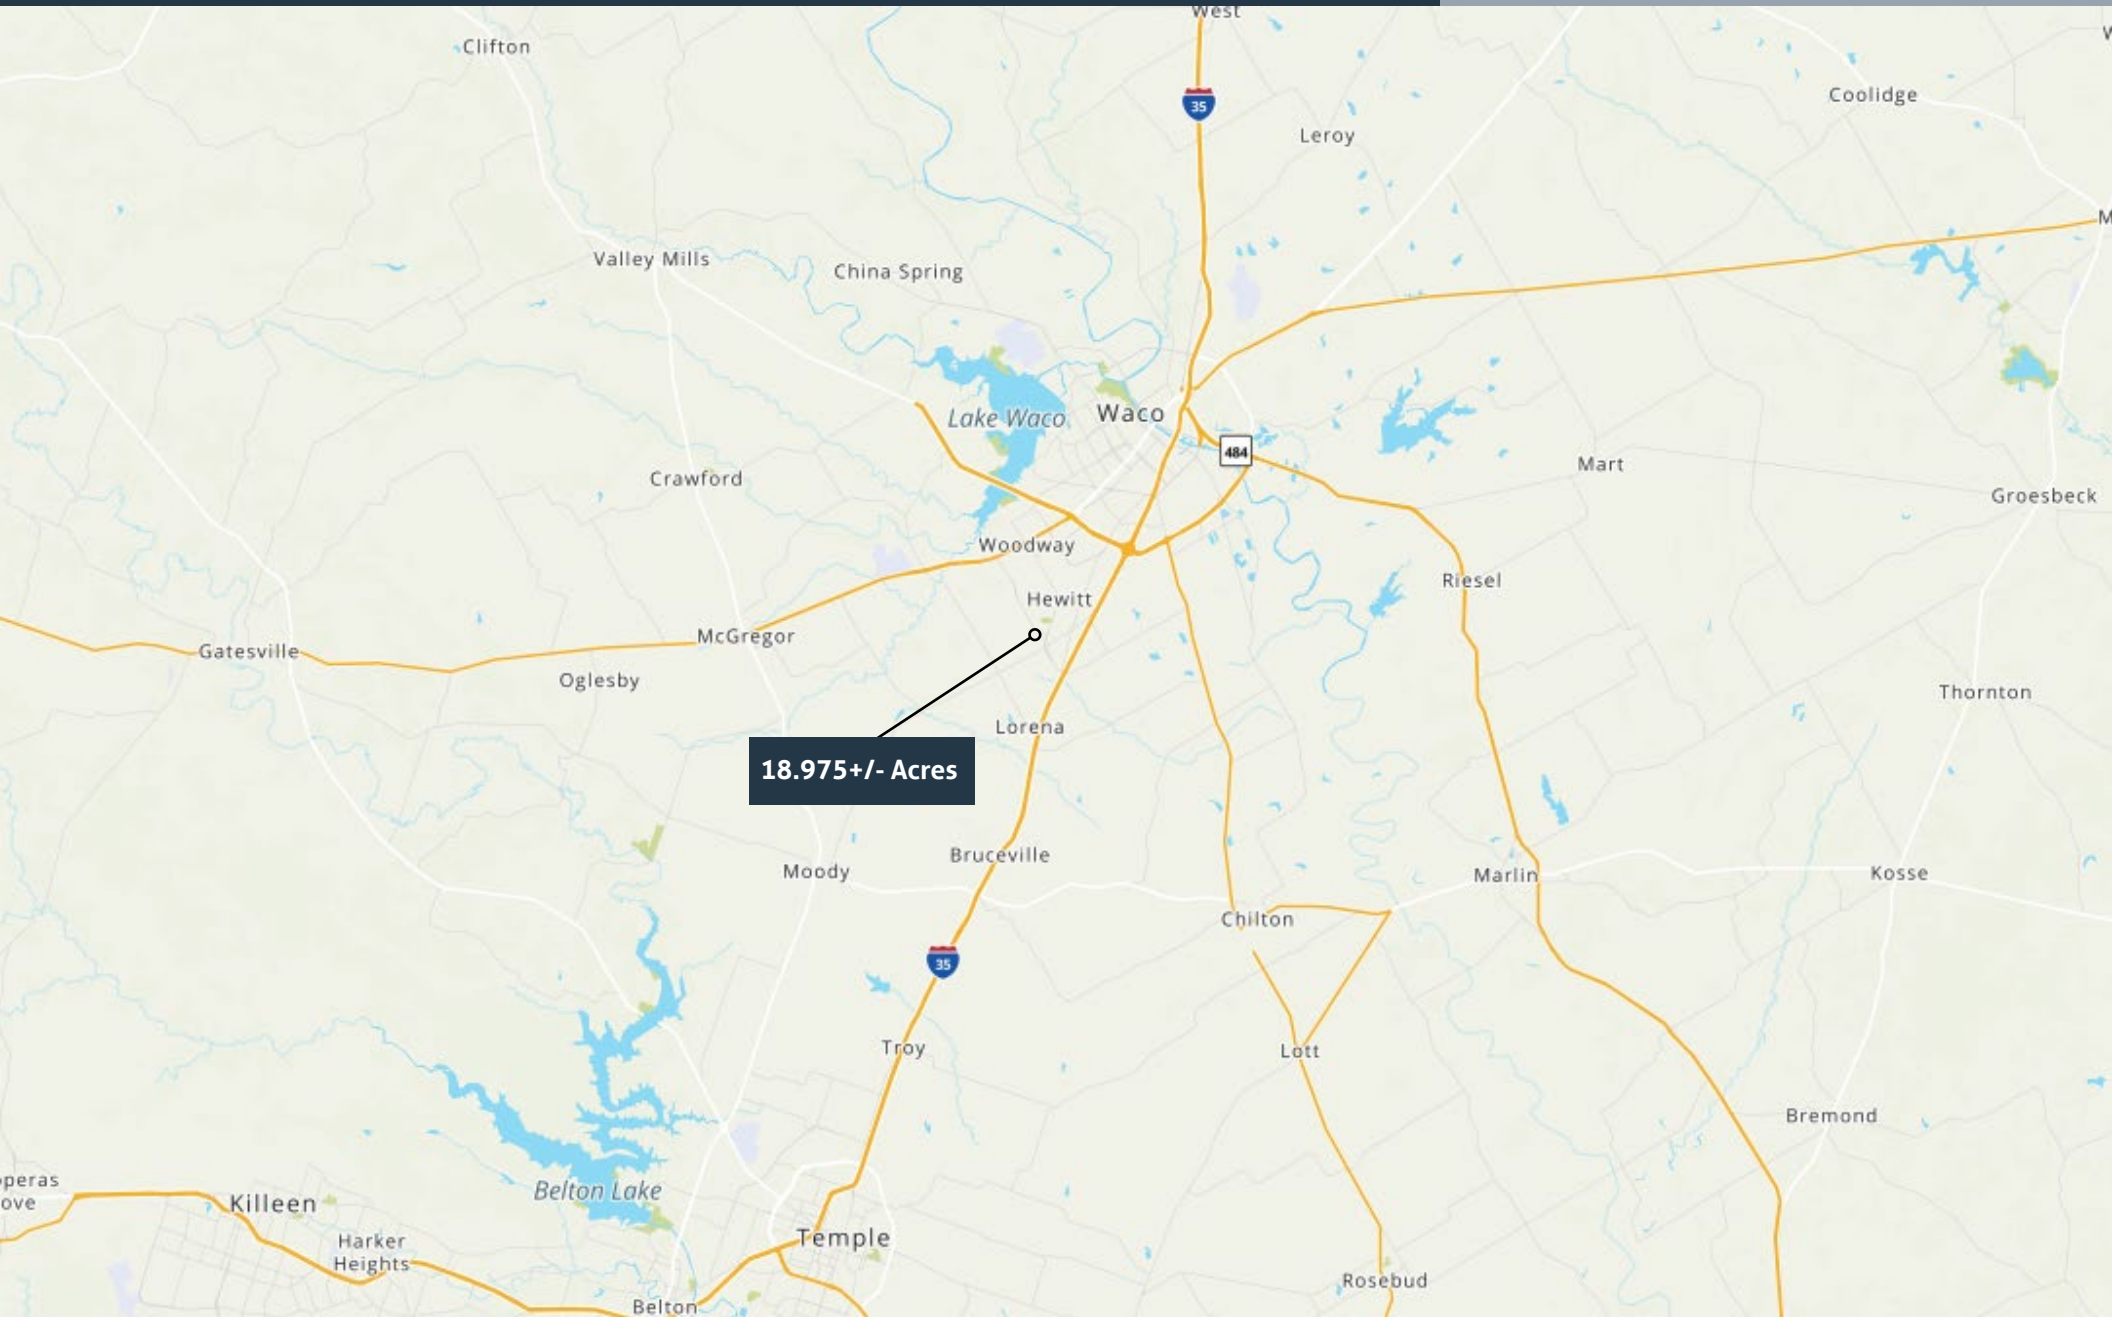 West
Clifton
Coolidge
35
Leroy
Valley Mills
China Spring
Lake Waco
Waco
484
Mart
Crawford
Groesbeck
Woodway
Riesel
Hewitt
McGregor
Gatesville
Oglesby
Thornton
Lorena
18.975+/- Acres
Bruceville
Moody
Marlin
Kosse
Chilton
35
Troy
Lott
Bremond
peras
ove
Killeen
Belton Lake
Temple
Harker
Heights
Rosebud
Belton